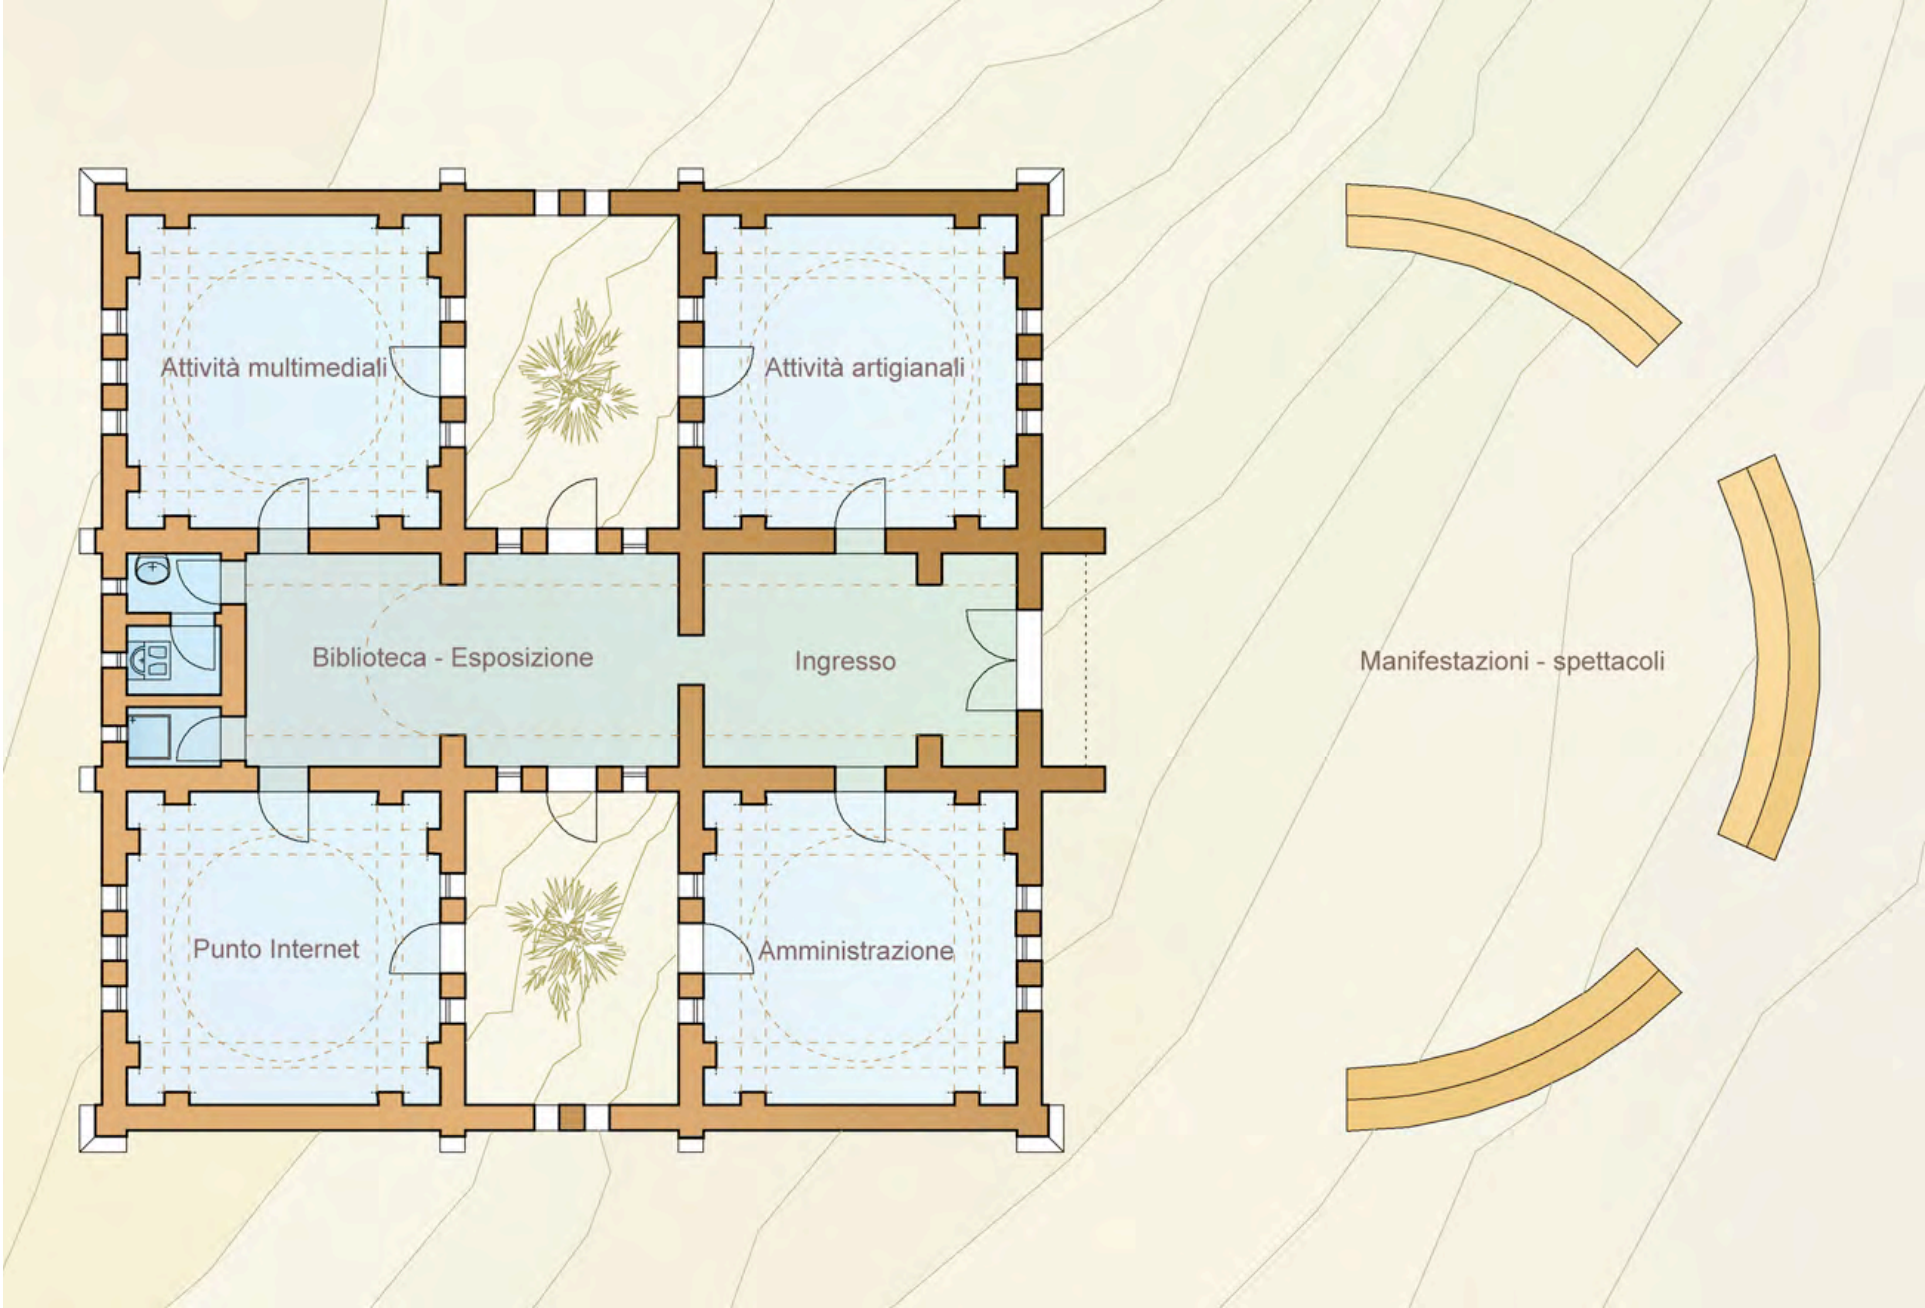 Attività multimediali
Attività artigianali
Biblioteca - Esposizione
Ingresso
Manifestazioni - spettacoli
Punto Internet
Amministrazione